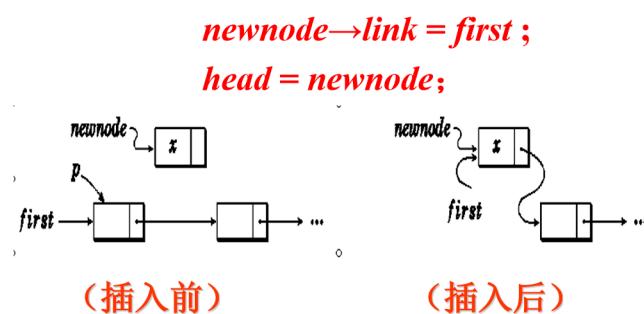 newnode→link = first ;
head = newnode；
newnode
x
p
first
...
newnode
x
first
...
（插入前）
（插入后）